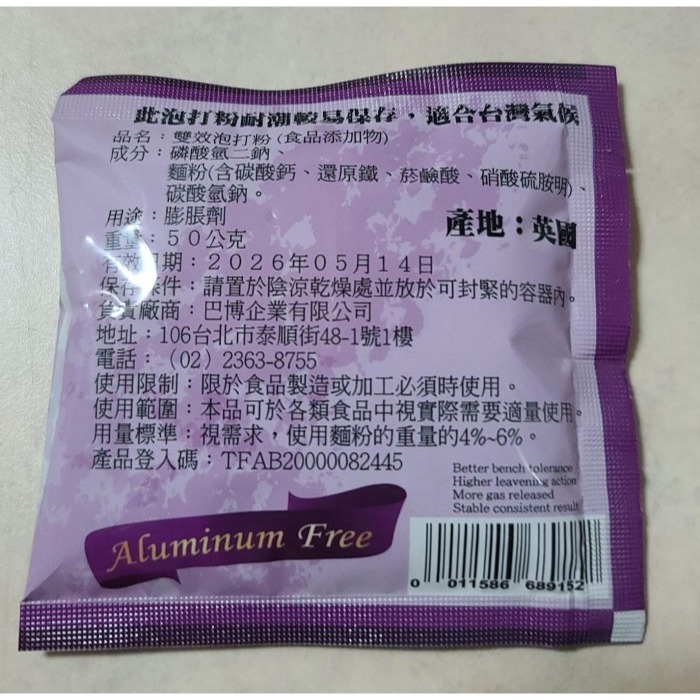 此泡打粉耐潮較易保存，適合台灣氣候
品名：雙效泡打粉(食品添加物)
成分：磷酸氫二鈉、
麵粉(含碳酸鈣、還原鐵、菸鹼酸、硝酸硫胺明)、
碳酸氫鈉。
用途：膨脹劑
產地：英國
重量：50公克
有效日期：2026年05月14日
保存條件：請置於陰涼乾燥處並放於可封緊的容器內。
負責廠商：巴博企業有限公司
地址：106台北市泰順街48-1號1樓
電話：（02）2363-8755
使用限制：限於食品製造或加工必須時使用。
使用範圍：本品可於各類食品中視實際需要適量使用。
用量標準：視需求，使用麵粉的重量的4%~6%。
產品登入碼：TFAB20000082445
Better bench tolerance
Higher leavening action
More gas released
Stable consistent result
Aluminum Free
0 011586 689152